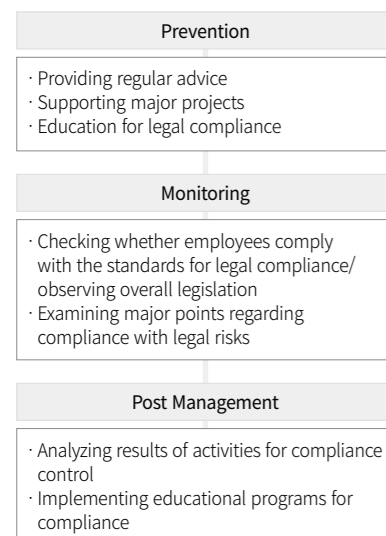 Prevention
· Providing regular advice
· Supporting major projects
· Education for legal compliance
Monitoring
· Checking whether employees comply
with the standards for legal compliance/
observing overall legislation
· Examining major points regarding
compliance with legal risks
Post Management
· Analyzing results of activities for compliance
control
· Implementing educational programs for
compliance